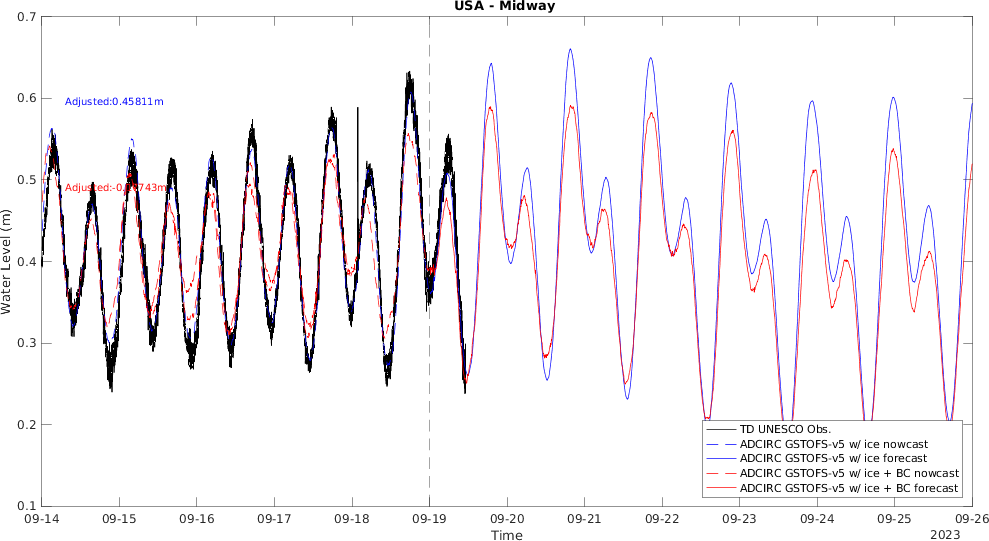 USA - Midway
0.7
0.6
0.5
0.4
0.3
0.2
0.1
Water Level (m)
Adjusted:0.45811m
TD UNESCO Obs.
ADCIRC GSTOFS-v5 w/ ice nowcast
ADCIRC GSTOFS-v5 w/ ice forecast
ADCIRC GSTOFS-v5 w/ ice + BC nowcast
ADCIRC GSTOFS-v5 w/ ice + BC forecast
09-14 09-15 09-16 09-17 09-18 09-19 09-20 09-21 09-22 09-23 09-24 09-25 09-26
Time
2023